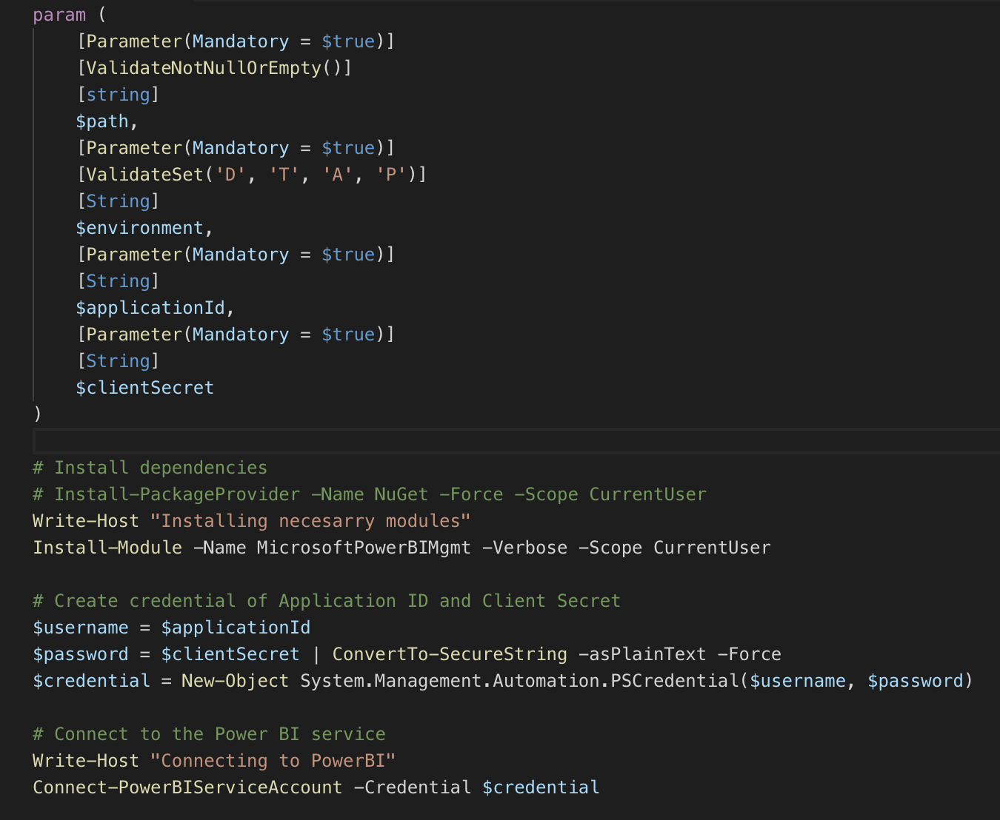 param (
[Parameter(Mandatory = $true)]
[ValidateNotNullOrEmpty()]
[string]
$path,
[Parameter(Mandatory = $true)]
[ValidateSet('D', 'T', 'A', 'P')]
[String]
$environment,
[Parameter(Mandatory = $true)]
[String]
$applicationId,
[Parameter(Mandatory = $true)]
[String]
$clientSecret
)
# Install dependencies
# Install-PackageProvider -Name NuGet -Force -Scope CurrentUser
Write-Host "Installing necesarry modules"
Install-Module -Name MicrosoftPowerBIMgmt -Verbose -Scope CurrentUser
# Create credential of Application ID and Client Secret
$username = $applicationId
$password = $clientSecret | ConvertTo-SecureString -asPlainText -Force
$credential = New-Object System.Management.Automation.PSCredential($username, $password)
# Connect to the Power BI service
Write-Host "Connecting to PowerBI"
Connect-PowerBIServiceAccount -Credential $credential